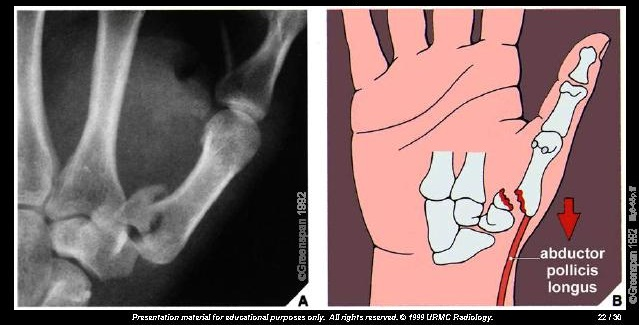 ©Greenspan 1992
A
abductor
pollicis
longus
B
©Greenspan 1992
Presentation material for educational purposes only. All rights reserved. © 1999 URMC Radiology.
22 / 30